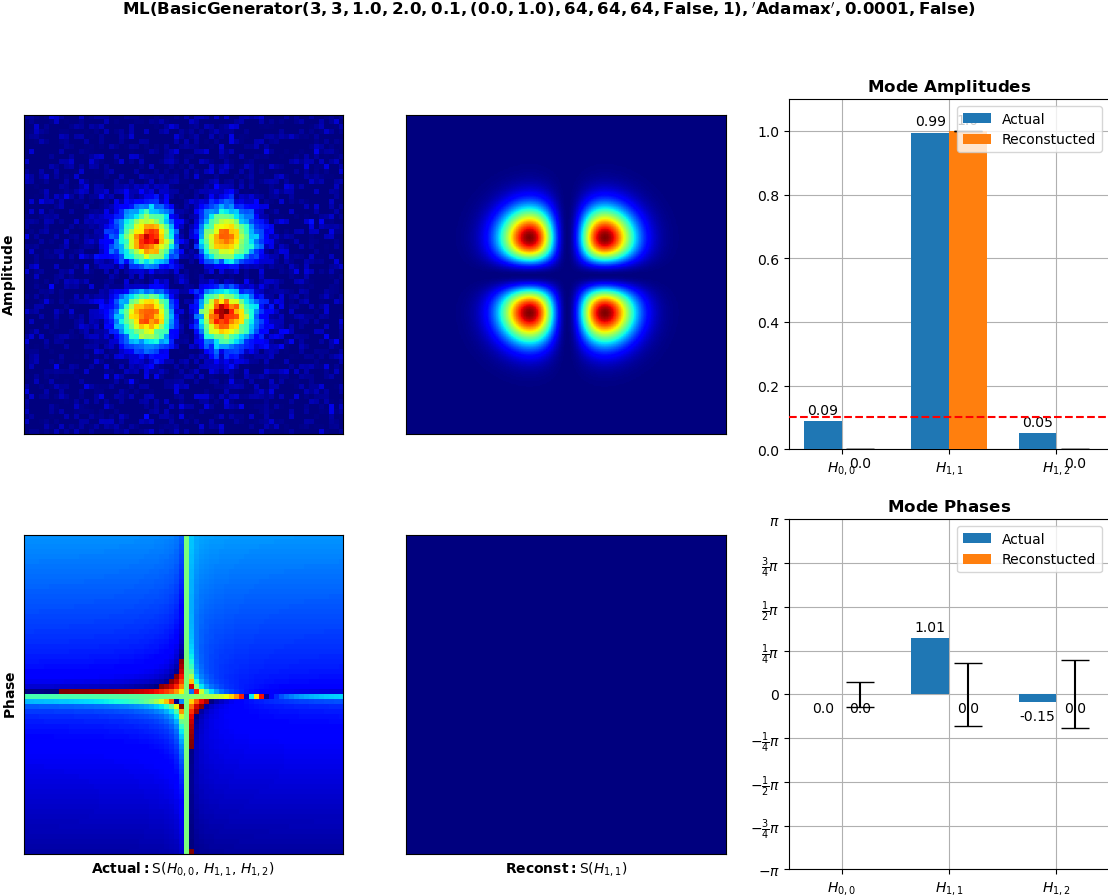 ML(BasicGenerator(3, 3, 1.0, 2.0, 0.1, (0.0, 1.0), 64, 64, 64, False, 1), ′Adamax′, 0.0001, False)
Amplitude
Mode Amplitudes
Actual
Reconstucted
1.0
0.8
0.6
0.4
0.2
0.0
0.09
0.0
0.99
0.05
0.0
H0,0
H1,1
H1,2
Phase
Actual: S(H0,0, H1,1, H1,2)
Reconst: S(H1,1)
Mode Phases
Actual
Reconstucted
π
3/4π
1/2π
1/4π
0
−1/4π
−1/2π
−3/4π
−π
0.0
0.0
1.01
0.0
-0.15
0.0
H0,0
H1,1
H1,2